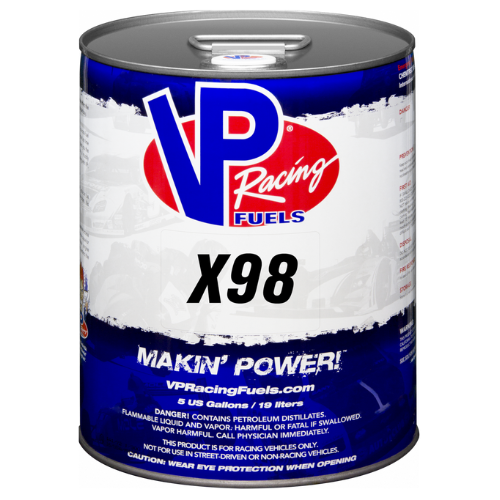 VP
Racing®
FUELS
X98
MAKIN' POWER!
VPRacingFuels.com
5 US Gallons / 19 liters
DANGER! CONTAINS PETROLEUM DISTILLATES.
FLAMMABLE LIQUID AND VAPOR. HARMFUL OR FATAL IF SWALLOWED.
VAPOR HARMFUL. CALL PHYSICIAN IMMEDIATELY.
THIS PRODUCT IS FOR RACING VEHICLES ONLY.
NOT FOR USE IN STREET-DRIVEN OR NON-RACING VEHICLES.
CAUTION: WEAR EYE PROTECTION WHEN OPENING